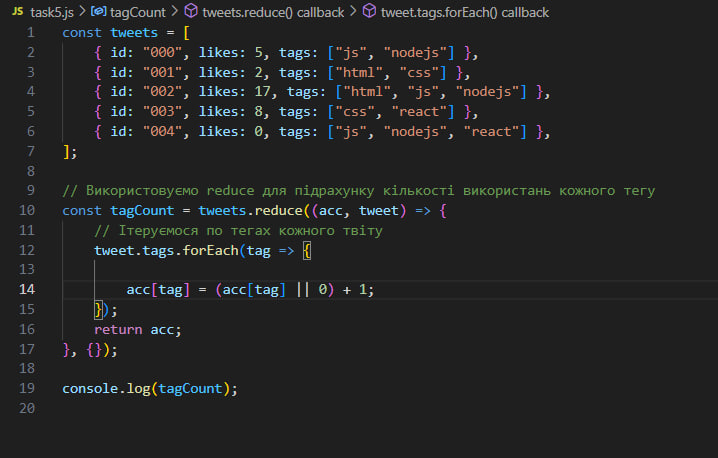 JS task5.js > tagCount > tweets.reduce() callback > tweet.tags.forEach() callback
1 const tweets = [
2     { id: "000", likes: 5, tags: ["js", "nodejs"] },
3     { id: "001", likes: 2, tags: ["html", "css"] },
4     { id: "002", likes: 17, tags: ["html", "js", "nodejs"] },
5     { id: "003", likes: 8, tags: ["css", "react"] },
6     { id: "004", likes: 0, tags: ["js", "nodejs", "react"] },
7 ];
8
9 // Використовуємо reduce для підрахунку кількості використань кожного тегу
10 const tagCount = tweets.reduce((acc, tweet) => {
11     // Ітеруємося по тегах кожного твіту
12     tweet.tags.forEach(tag => {
13
14         acc[tag] = (acc[tag] || 0) + 1;
15     });
16     return acc;
17 }, {});
18
19 console.log(tagCount);
20